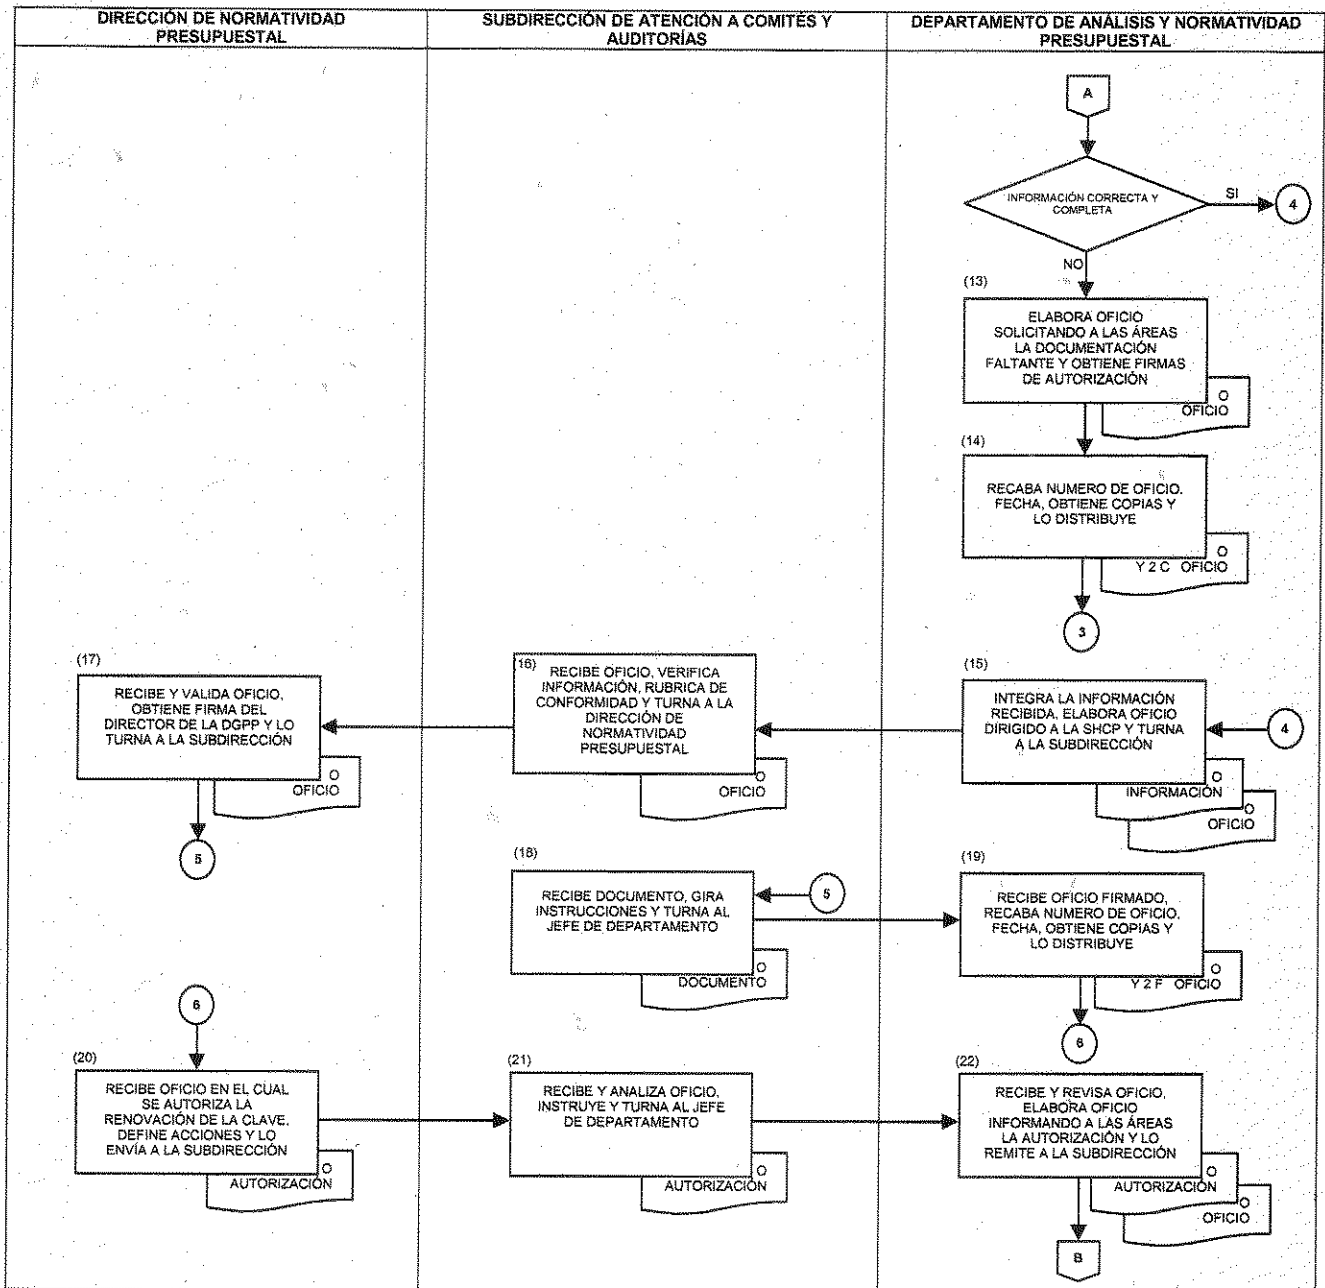 DIRECCIÓN DE NORMATIVIDAD
PRESUPUESTAL
SUBDIRECCIÓN DE ATENCIÓN A COMITÉS Y
AUDITORÍAS
DEPARTAMENTO DE ANÁLISIS Y NORMATIVIDAD
PRESUPUESTAL
A
INFORMACIÓN CORRECTA Y
COMPLETA
SI
4
NO
(13)
ELABORA OFICIO
SOLICITANDO A LAS ÁREAS
LA DOCUMENTACIÓN
FALTANTE Y OBTIENE FIRMAS
DE AUTORIZACIÓN
O
OFICIO
(14)
RECABA NUMERO DE OFICIO,
FECHA, OBTIENE COPIAS Y
LO DISTRIBUYE
O
Y 2 C OFICIO
3
(17)
RECIBE Y VALIDA OFICIO,
OBTIENE FIRMA DEL
DIRECTOR DE LA DGPP Y LO
TURNA A LA SUBDIRECCIÓN
O
OFICIO
5
(16)
RECIBE OFICIO, VERIFICA
INFORMACIÓN, RUBRICA DE
CONFORMIDAD Y TURNA A LA
DIRECCIÓN DE
NORMATIVIDAD
PRESUPUESTAL
O
OFICIO
(15)
INTEGRA LA INFORMACIÓN
RECIBIDA, ELABORA OFICIO
DIRIGIDO A LA SHCP Y TURNA
A LA SUBDIRECCIÓN
4
O
INFORMACIÓN
O
OFICIO
(18)
RECIBE DOCUMENTO, GIRA
INSTRUCCIONES Y TURNA AL
JEFE DE DEPARTAMENTO
5
O
DOCUMENTO
(19)
RECIBE OFICIO FIRMADO,
RECABA NUMERO DE OFICIO,
FECHA, OBTIENE COPIAS Y
LO DISTRIBUYE
O
Y 2 F OFICIO
6
6
(20)
RECIBE OFICIO EN EL CUAL
SE AUTORIZA LA
RENOVACIÓN DE LA CLAVE,
DEFINE ACCIONES Y LO
ENVÍA A LA SUBDIRECCIÓN
O
AUTORIZACIÓN
(21)
RECIBE Y ANALIZA OFICIO,
INSTRUYE Y TURNA AL JEFE
DE DEPARTAMENTO
O
AUTORIZACIÓN
(22)
RECIBE Y REVISA OFICIO,
ELABORA OFICIO
INFORMANDO A LAS ÁREAS
LA AUTORIZACIÓN Y LO
REMITE A LA SUBDIRECCIÓN
O
AUTORIZACIÓN
O
OFICIO
B